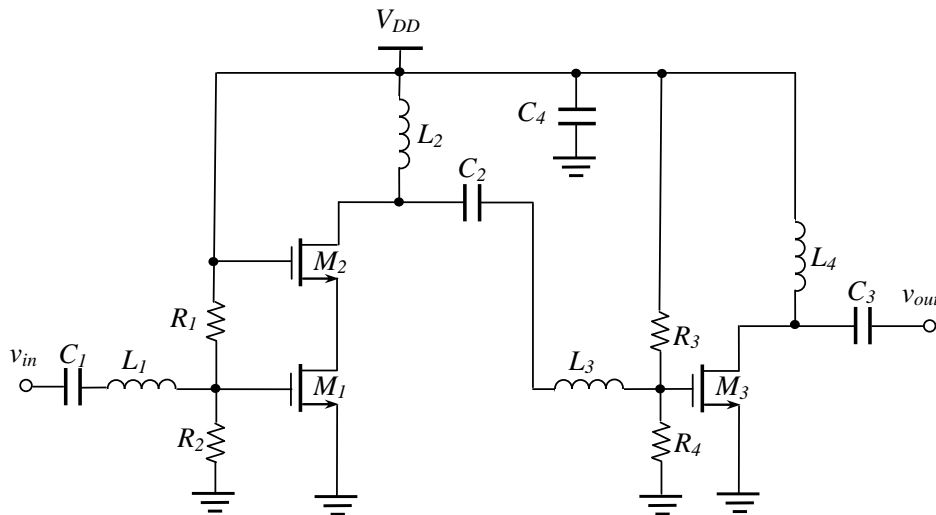 V_DD
C_4
L_2
C_2
M_2
L_4
C_3
v_out
R_1
R_3
v_in
C_1
L_1
L_3
M_1
M_3
R_2
R_4